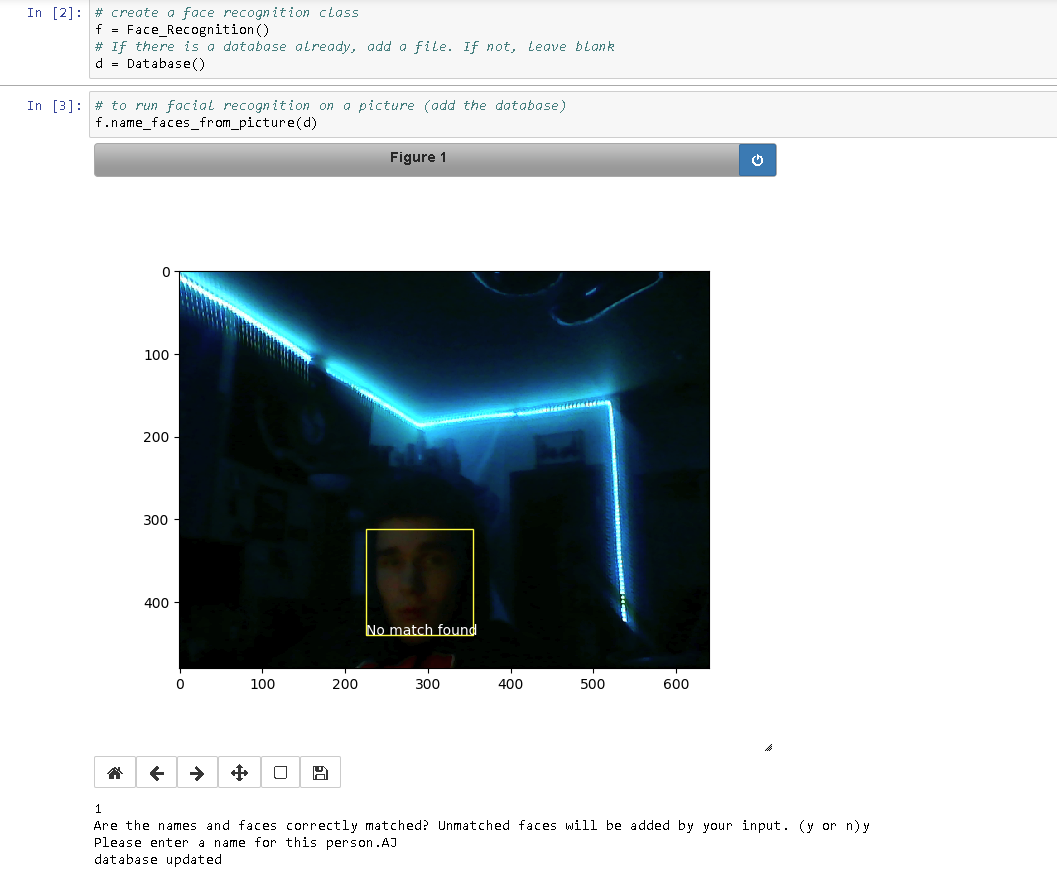 In [2]: # create a face recognition class
f = Face_Recognition()
# If there is a database already, add a file. If not, leave blank
d = Database()
In [3]: # to run facial recognition on a picture (add the database)
f.name_faces_from_picture(d)
Figure 1
0
100
200
300
400
No match found
0 100 200 300 400 500 600
1
Are the names and faces correctly matched? Unmatched faces will be added by your input. (y or n)y
Please enter a name for this person.AJ
database updated